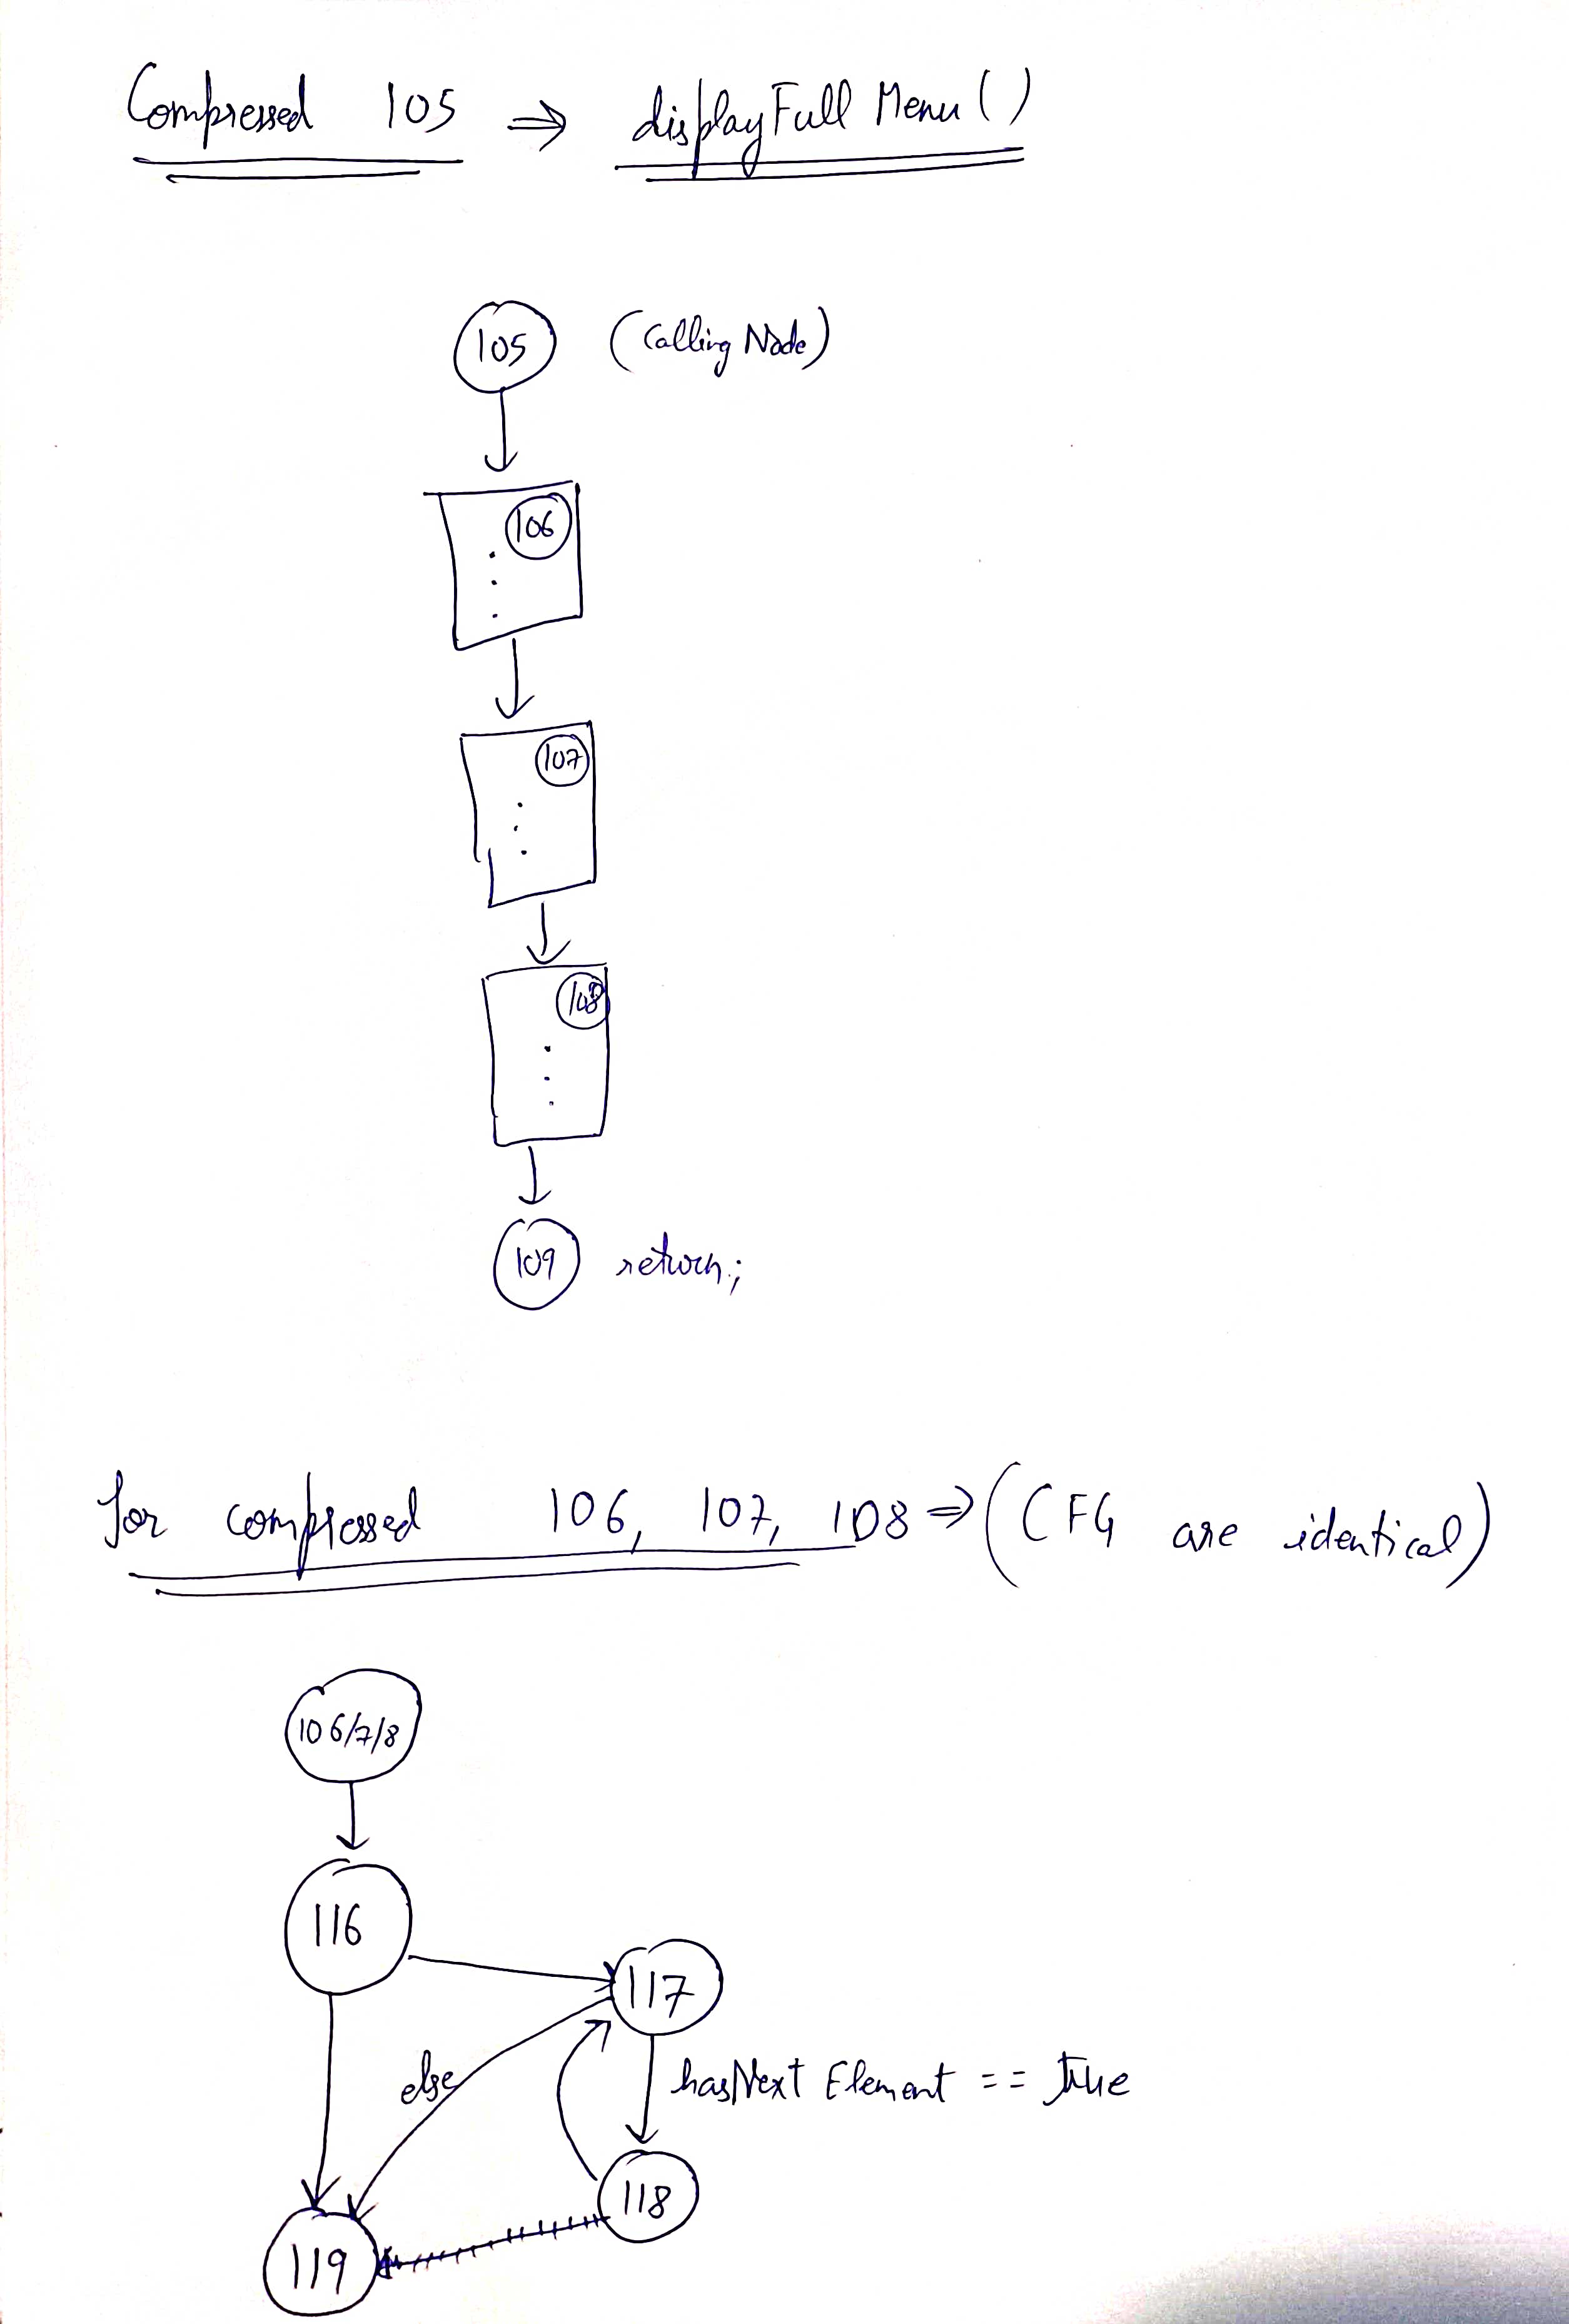 Compressed 105 ⇒ displayFull Menu()
105 (Calling Node)
106
107
108
109 return;
for compressed 106, 107, 108 ⇒ (CFG are identical)
106/7/8
116
117
else
hasNext Element == true
118
119